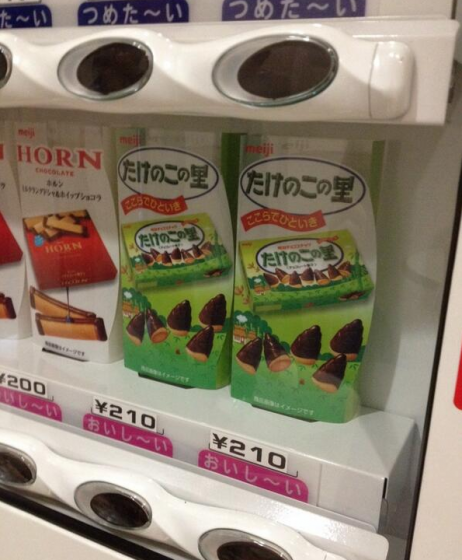 つめた〜い
つめた〜い
meiji
HORN
CHOCOLATE
ホルン
HORN
meiji
たけのこの里
ここらでひといき
たけのこの里
meiji
たけのこの里
ここらでひといき
たけのこの里
¥200
おいし〜い
¥210
おいし〜い
¥210
おいし〜い